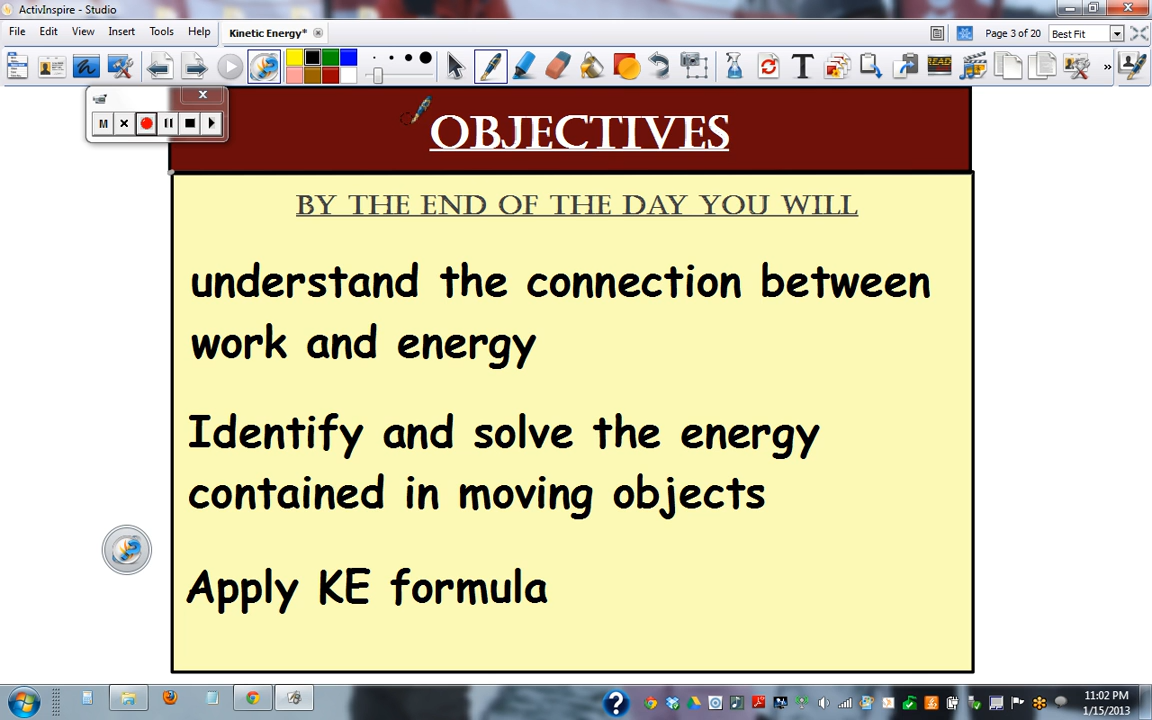 ActivInspire - Studio
File Edit View Insert Tools Help Kinetic Energy* Page 3 of 20 Best Fit
READ T »
M
OBJECTIVES
BY THE END OF THE DAY YOU WILL
understand the connection between
work and energy
Identify and solve the energy
contained in moving objects
Apply KE formula
11:02 PM
1/15/2013